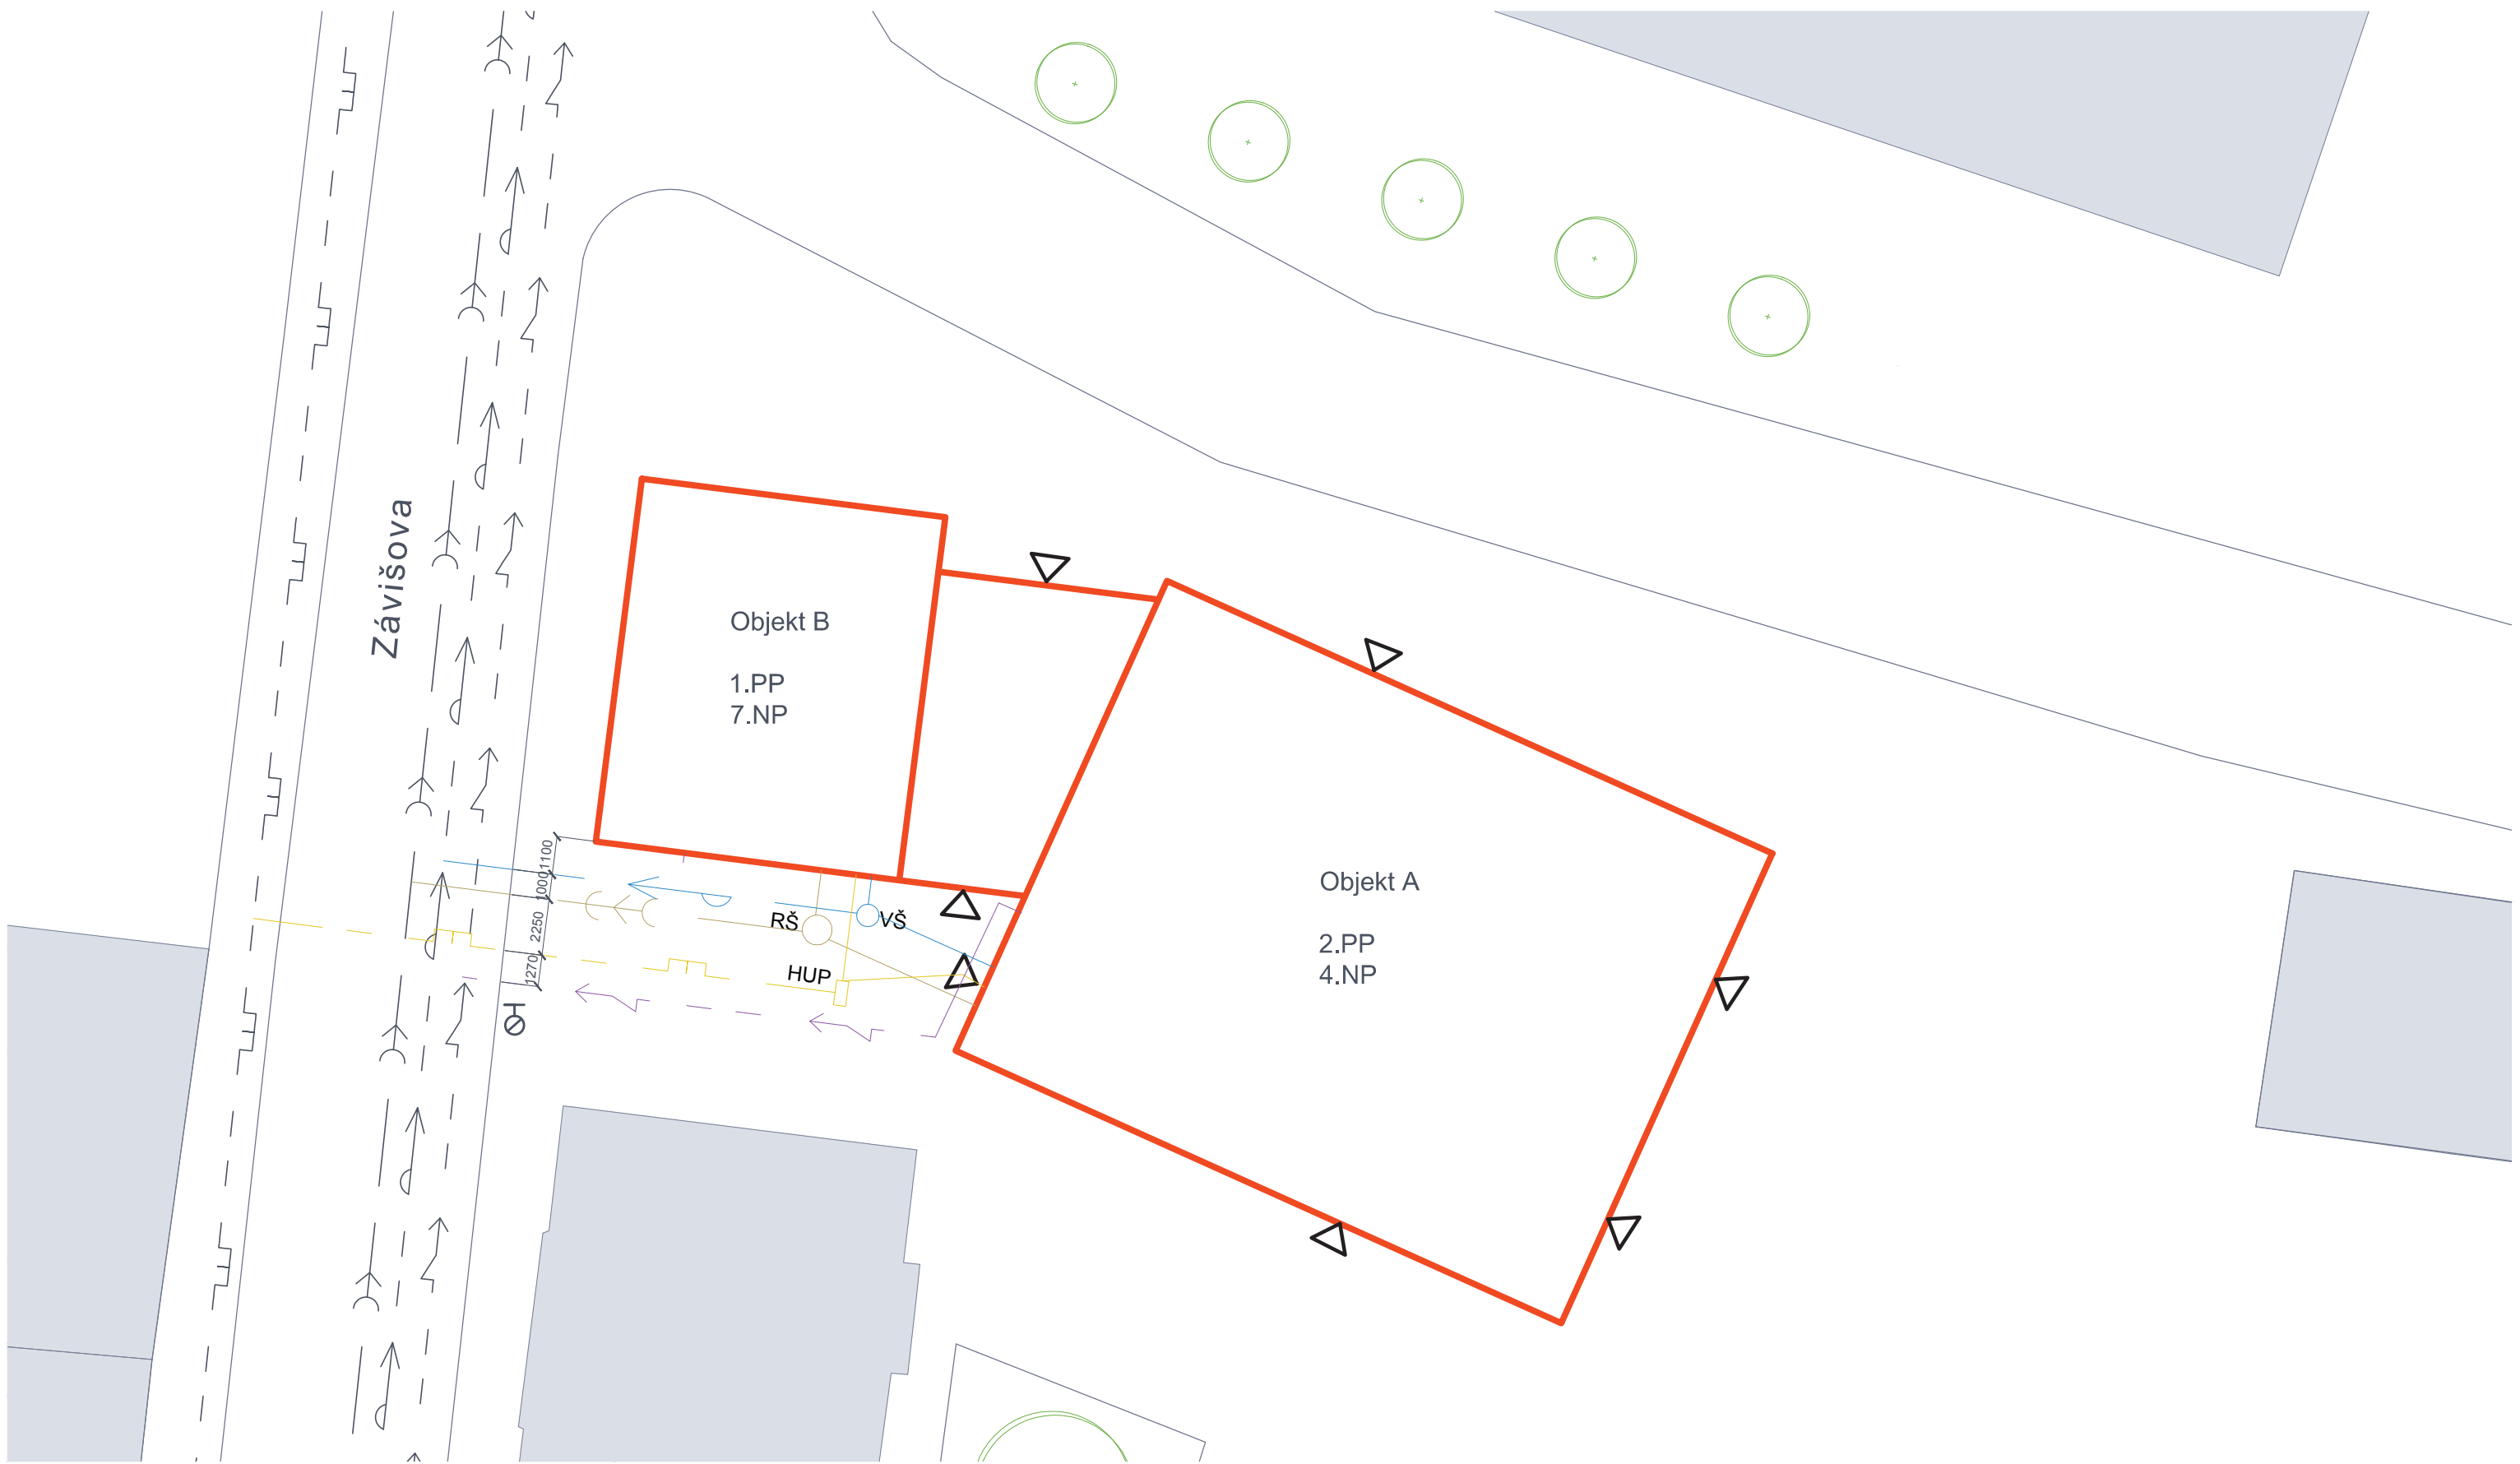 Závišova
Objekt B
1.PP
7.NP
1100
1000
2250
1270
RŠ
VŠ
HUP
Objekt A
2.PP
4.NP